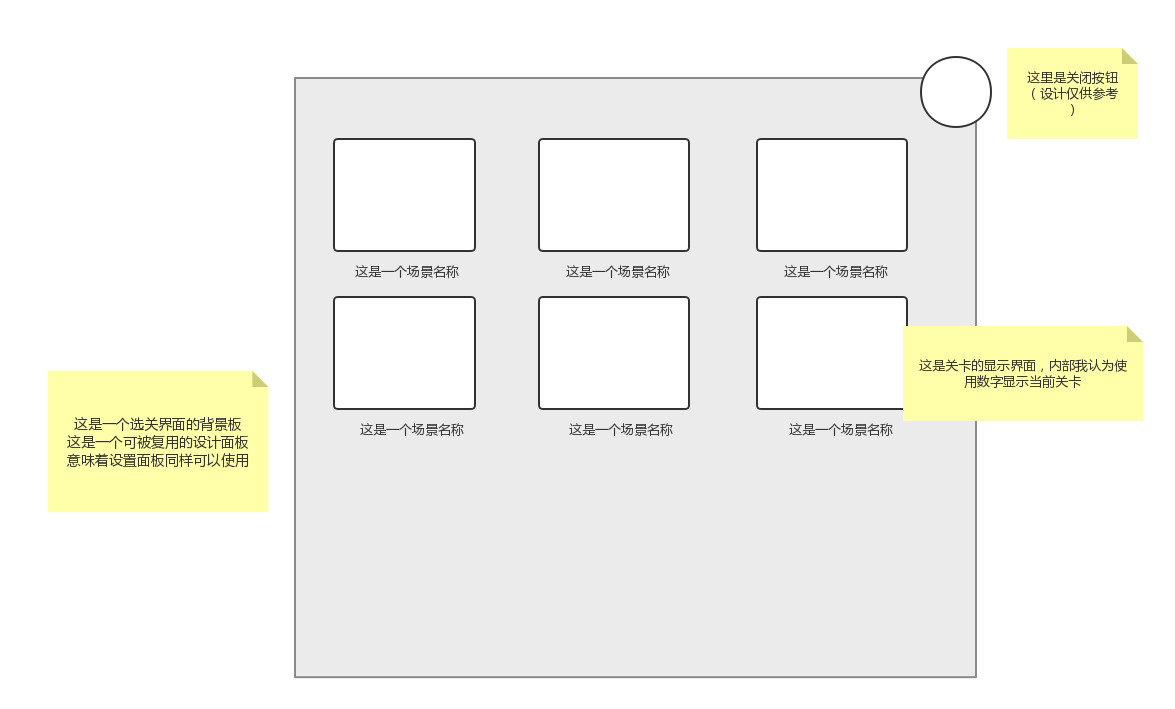 这里是关闭按钮
（设计仅供参考
）
这是一个场景名称
这是一个场景名称
这是一个场景名称
这是关卡的显示界面，内部我认为使
用数字显示当前关卡
这是一个选关界面的背景板
这是一个可被复用的设计面板
意味着设置面板同样可以使用
这是一个场景名称
这是一个场景名称
这是一个场景名称